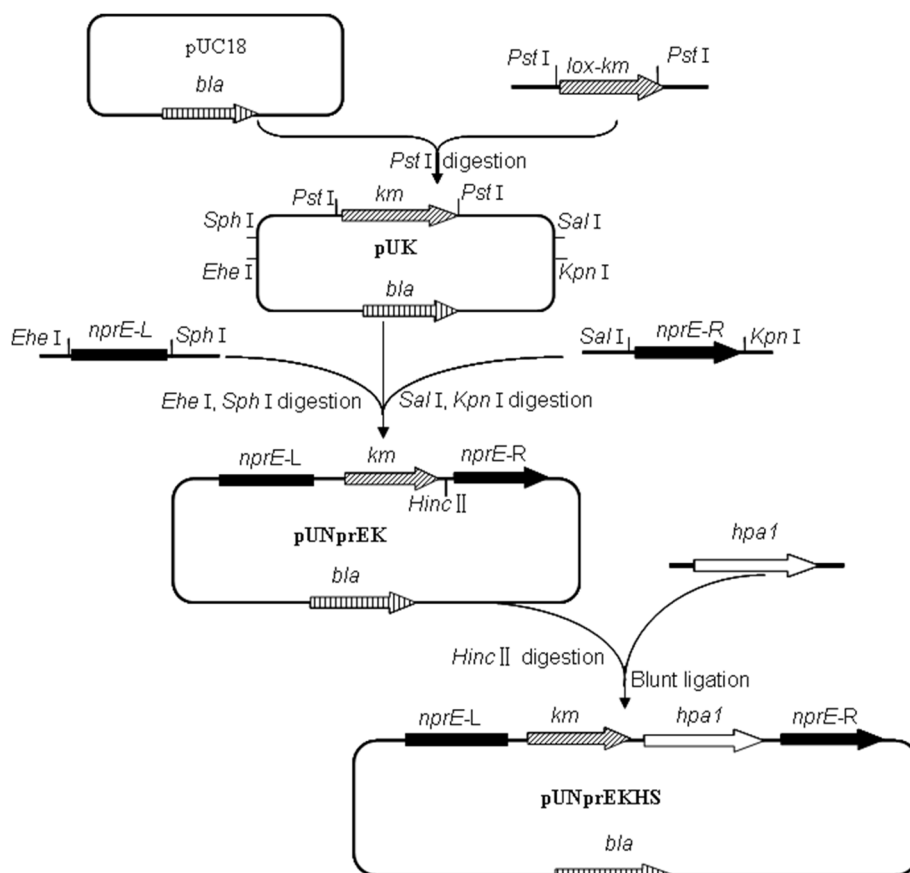 pUC18
bla
Pst I
lox-km
Pst I
Pst I digestion
Pst I
km
Pst I
Sph I
Sal I
pUK
Ehe I
Kpn I
bla
Ehe I
nprE-L
Sph I
Sal I
nprE-R
Kpn I
Ehe I, Sph I digestion
Sal I, Kpn I digestion
nprE-L
km
nprE-R
Hinc II
pUNprEK
hpa1
bla
Hinc II digestion
Blunt ligation
nprE-L
km
hpa1
nprE-R
pUNprEKHS
bla